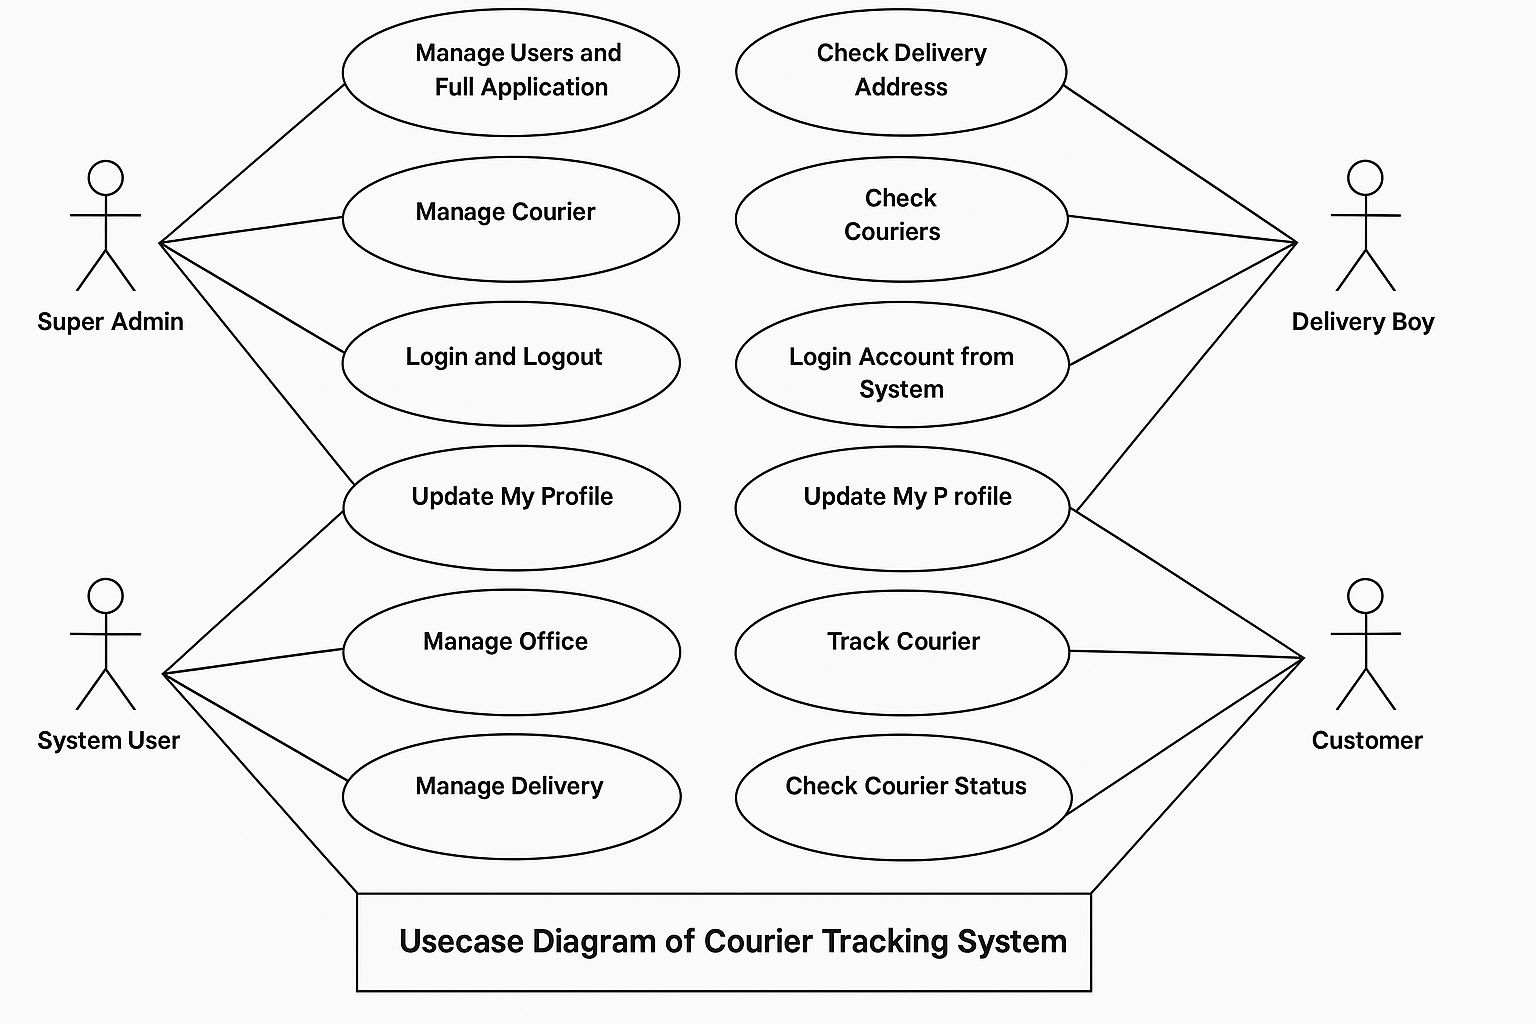 Manage Users and
Full Application
Check Delivery
Address
Manage Courier
Check
Couriers
Super Admin
Delivery Boy
Login and Logout
Login Account from
System
Update My Profile
Update My P rofile
Manage Office
Track Courier
System User
Customer
Manage Delivery
Check Courier Status
Usecase Diagram of Courier Tracking System